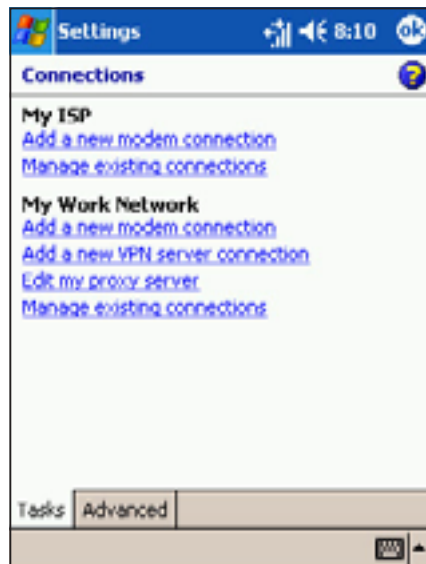 Settings 8:10 ok
Connections ?
My ISP
Add a new modem connection
Manage existing connections
My Work Network
Add a new modem connection
Add a new VPN server connection
Edit my proxy server
Manage existing connections
Tasks Advanced